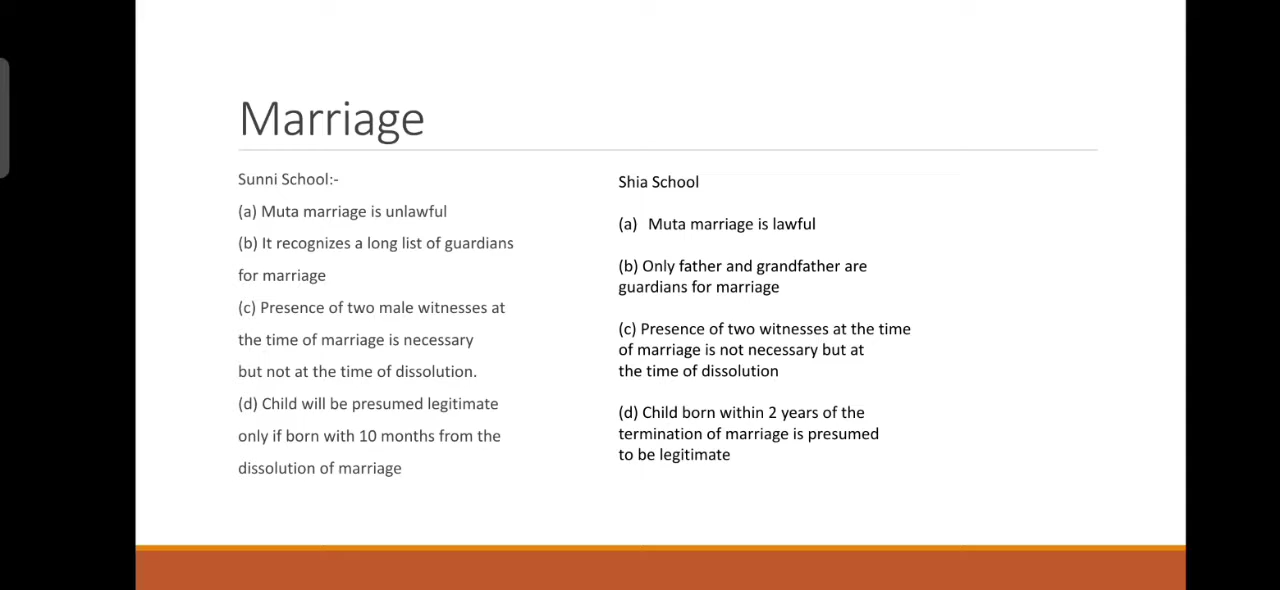 Marriage
Sunni School:-
(a) Muta marriage is unlawful
(b) It recognizes a long list of guardians
for marriage
(c) Presence of two male witnesses at
the time of marriage is necessary
but not at the time of dissolution.
(d) Child will be presumed legitimate
only if born with 10 months from the
dissolution of marriage
Shia School
(a) Muta marriage is lawful
(b) Only father and grandfather are
guardians for marriage
(c) Presence of two witnesses at the time
of marriage is not necessary but at
the time of dissolution
(d) Child born within 2 years of the
termination of marriage is presumed
to be legitimate